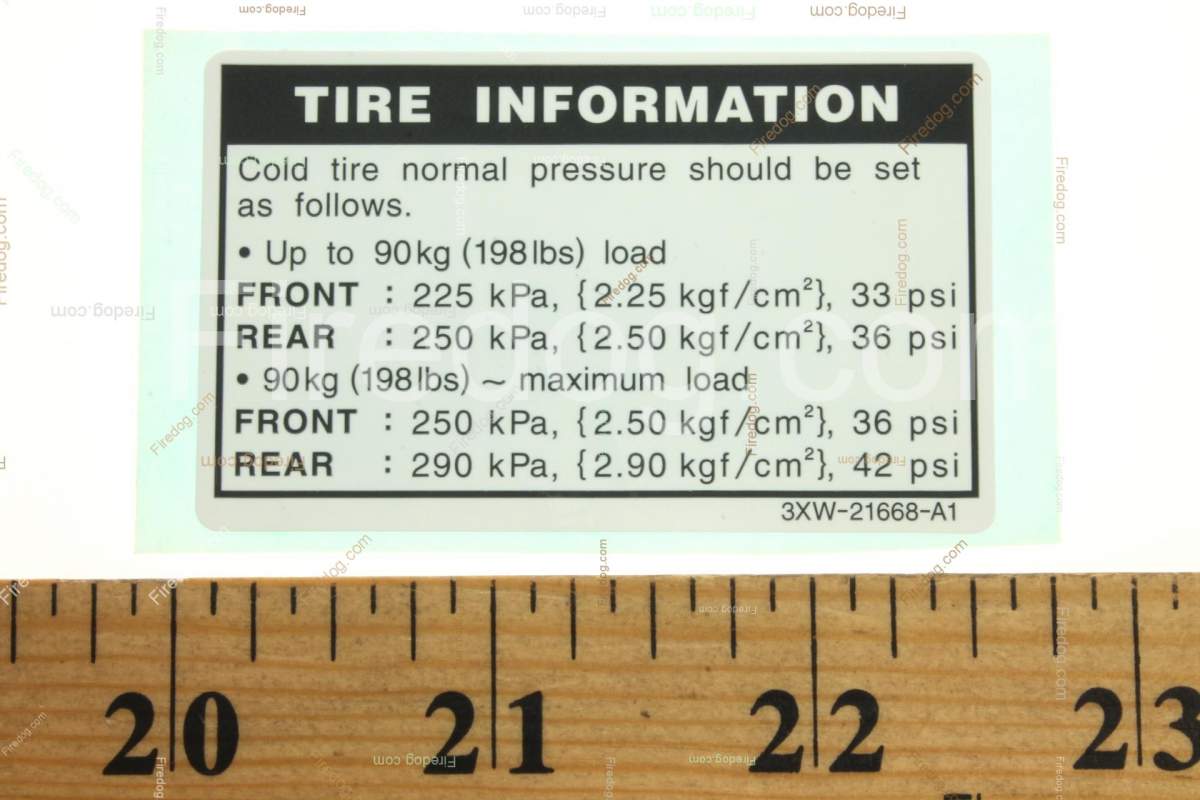 TIRE INFORMATION
Cold tire normal pressure should be set
as follows.
• Up to 90kg (198lbs) load
FRONT : 225 kPa, {2.25 kgf/cm²}, 33 psi
REAR : 250 kPa, {2.50 kgf/cm²}, 36 psi
• 90kg (198lbs) ~ maximum load
FRONT : 250 kPa, {2.50 kgf/cm²}, 36 psi
REAR : 290 kPa, {2.90 kgf/cm²}, 42 psi
3XW-21668-A1
Firedog.com
20 21 22 23